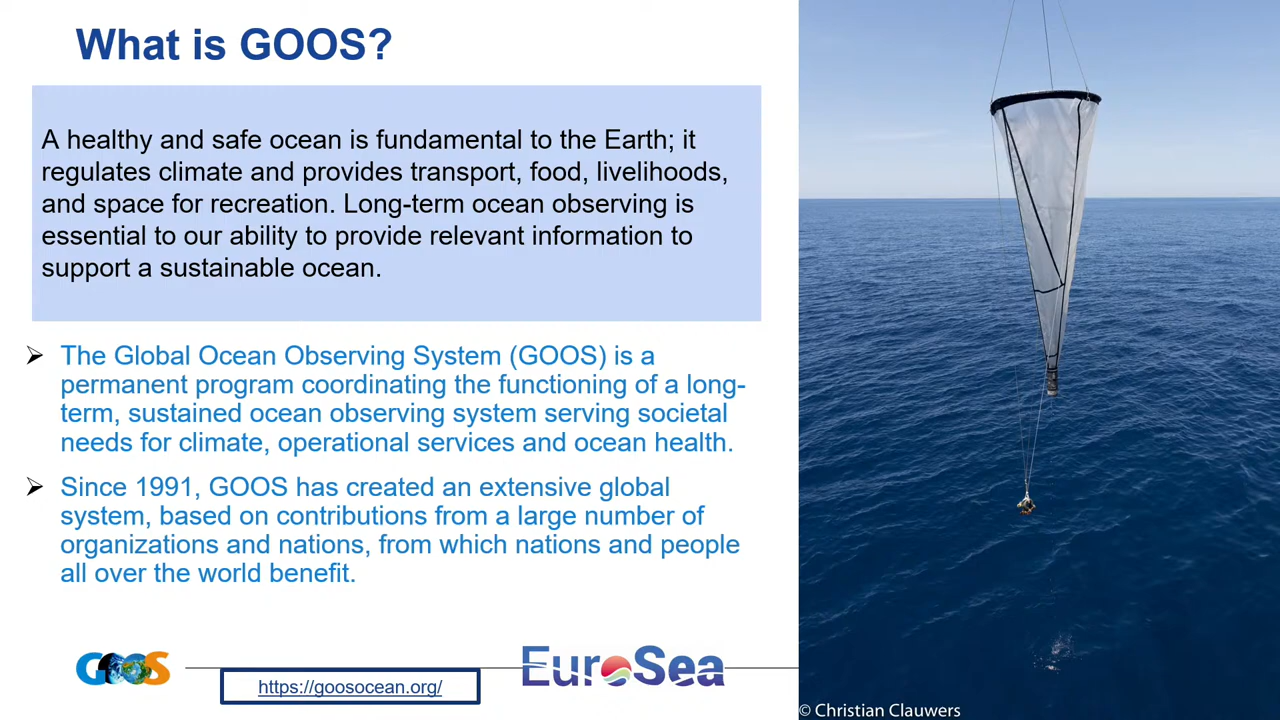 What is GOOS?
A healthy and safe ocean is fundamental to the Earth; it
regulates climate and provides transport, food, livelihoods,
and space for recreation. Long-term ocean observing is
essential to our ability to provide relevant information to
support a sustainable ocean.
The Global Ocean Observing System (GOOS) is a
permanent program coordinating the functioning of a long-
term, sustained ocean observing system serving societal
needs for climate, operational services and ocean health.
Since 1991, GOOS has created an extensive global
system, based on contributions from a large number of
organizations and nations, from which nations and people
all over the world benefit.
GOOS
https://goosocean.org/
EuroSea
© Christian Clauwers